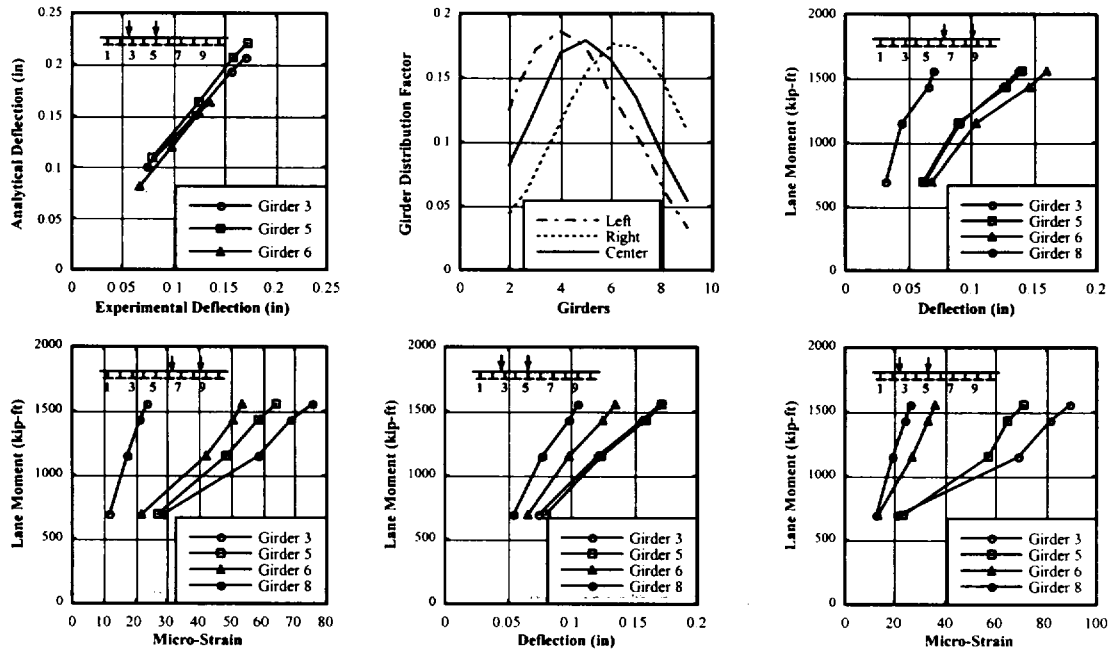 0.25
0.2
0.15
0.1
0.05
0
Analytical Deflection (in)
1 3 5 7 9
Girder 3
Girder 5
Girder 6
0 0.05 0.1 0.15 0.2 0.25
Experimental Deflection (in)
0.2
0.15
0.1
0.05
0
Girder Distribution Factor
Left
Right
Center
0 2 4 6 8 10
Girders
2000
1500
1000
500
0
Lane Moment (kip-ft)
1 3 5 7 9
Girder 3
Girder 5
Girder 6
Girder 8
0 0.05 0.1 0.15 0.2
Deflection (in)
2000
1500
1000
500
0
Lane Moment (kip-ft)
1 3 5 7 9
Girder 3
Girder 5
Girder 6
Girder 8
0 10 20 30 40 50 60 70 80
Micro-Strain
2000
1500
1000
500
0
Lane Moment (kip-ft)
1 3 5 7 9
Girder 3
Girder 5
Girder 6
Girder 8
0 0.05 0.1 0.15 0.2
Deflection (in)
2000
1500
1000
500
0
Lane Moment (kip-ft)
1 3 5 7 9
Girder 3
Girder 5
Girder 6
Girder 8
0 20 40 60 80 100
Micro-Strain